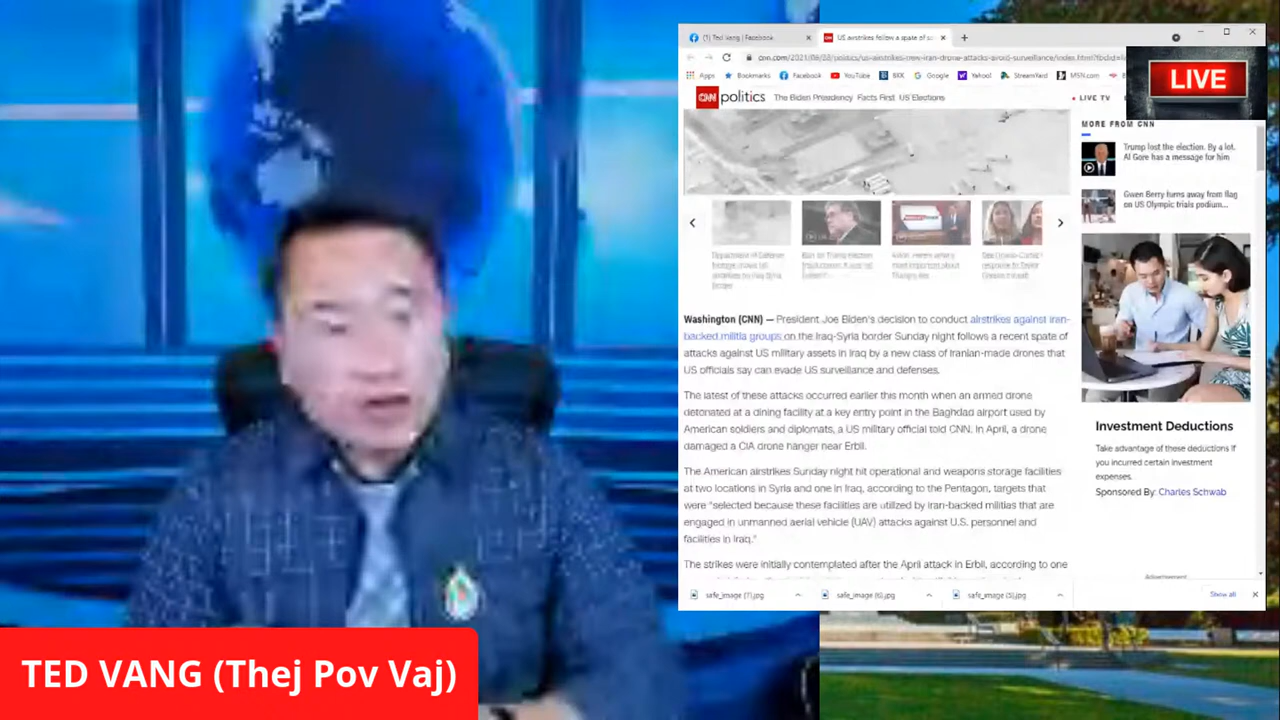 TED VANG (Thej Pov Vaj)
(1) Ted Vang | Facebook
US airstrikes follow a spate of
Apps
Bookmarks
Facebook
YouTube
BKK
Google
Yahoo!
StreamYard
MSN.com
LIVE
CNN politics
The Biden Presidency Facts First US Elections
LIVE TV
MORE FROM CNN
Trump lost the election. By a lot.
Al Gore has a message for him
Gwen Berry turns away from flag
on US Olympic trials podium...
Washington (CNN) — President Joe Biden's decision to conduct airstrikes against Iran-
backed militia groups on the Iraq-Syria border Sunday night follows a recent spate of
attacks against US military assets in Iraq by a new class of Iranian-made drones that
US officials say can evade US surveillance and defenses.
The latest of these attacks occurred earlier this month when an armed drone
detonated at a dining facility at a key entry point in the Baghdad airport used by
American soldiers and diplomats, a US military official told CNN. In April, a drone
damaged a CIA drone hanger near Erbil.
The American airstrikes Sunday night hit operational and weapons storage facilities
at two locations in Syria and one in Iraq, according to the Pentagon, targets that
were "selected because these facilities are utilized by Iran-backed militias that are
engaged in unmanned aerial vehicle (UAV) attacks against U.S. personnel and
facilities in Iraq."
The strikes were initially contemplated after the April attack in Erbil, according to one
Investment Deductions
Take advantage of these deductions if
you incurred certain investment
expenses.
Sponsored By: Charles Schwab
Advertisement
safe_image (7).jpg
safe_image (6).jpg
safe_image (5).jpg
Show all